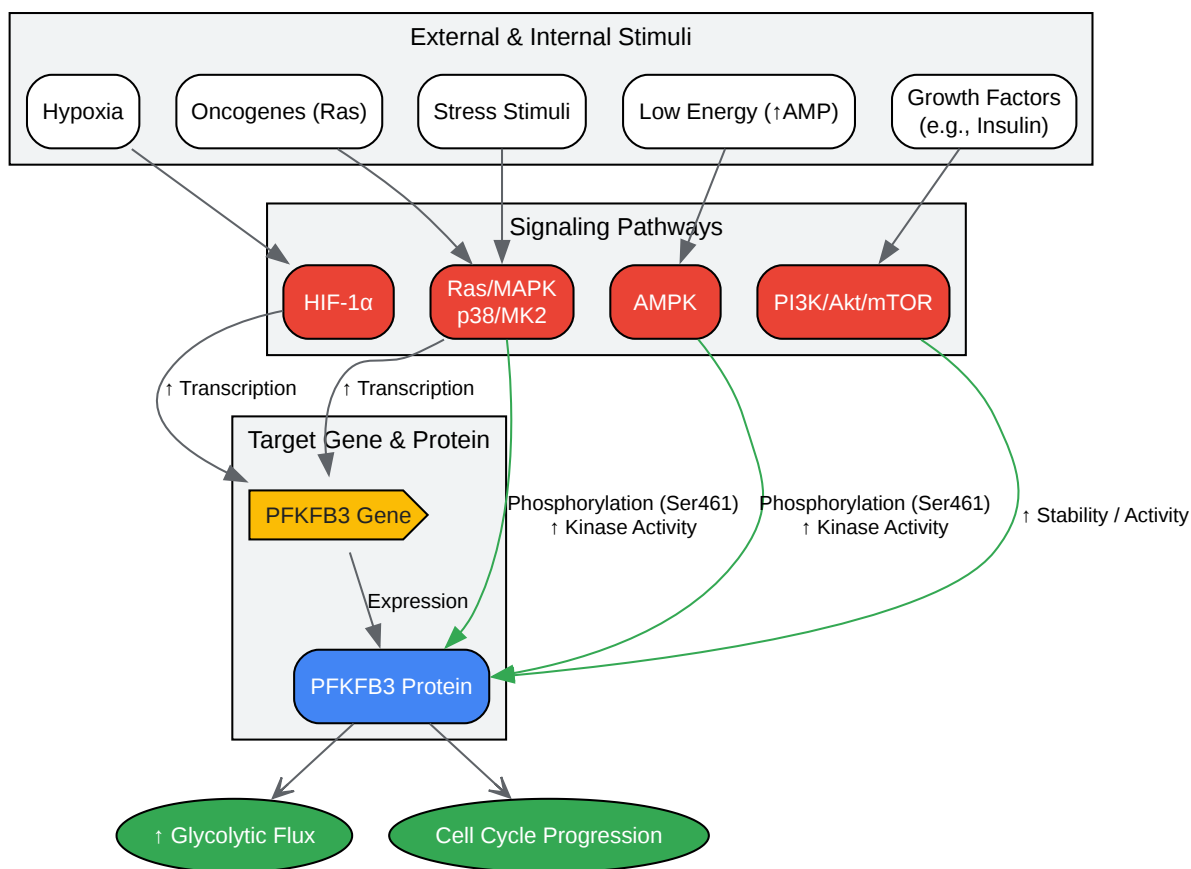 External & Internal Stimuli
Hypoxia
Oncogenes (Ras)
Stress Stimuli
Low Energy (↑AMP)
Growth Factors
(e.g., Insulin)
Signaling Pathways
HIF-1α
Ras/MAPK
p38/MK2
AMPK
PI3K/Akt/mTOR
↑ Transcription
↑ Transcription
Target Gene & Protein
PFKFB3 Gene
Phosphorylation (Ser461)
↑ Kinase Activity
Phosphorylation (Ser461)
↑ Kinase Activity
↑ Stability / Activity
Expression
PFKFB3 Protein
↑ Glycolytic Flux
Cell Cycle Progression